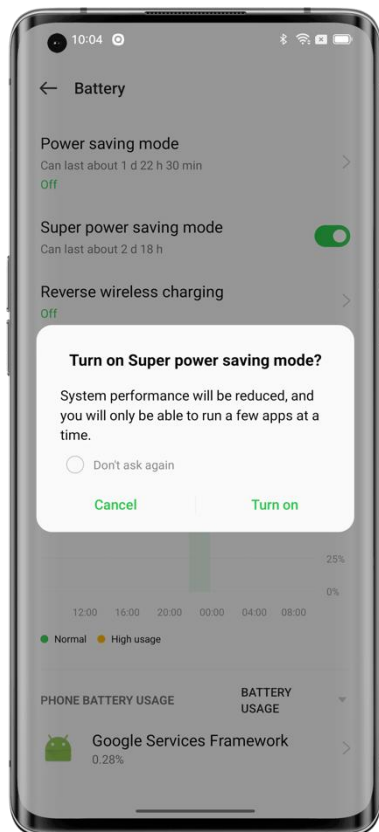 10:04
Battery
Power saving mode
Can last about 1 d 22 h 30 min
Off
Super power saving mode
Can last about 2 d 18 h
Reverse wireless charging
Off
Turn on Super power saving mode?
System performance will be reduced, and
you will only be able to run a few apps at a
time.
Don't ask again
Cancel Turn on
25%
0%
12:00 16:00 20:00 00:00 04:00 08:00
Normal High usage
PHONE BATTERY USAGE BATTERY
USAGE
Google Services Framework
0.28%